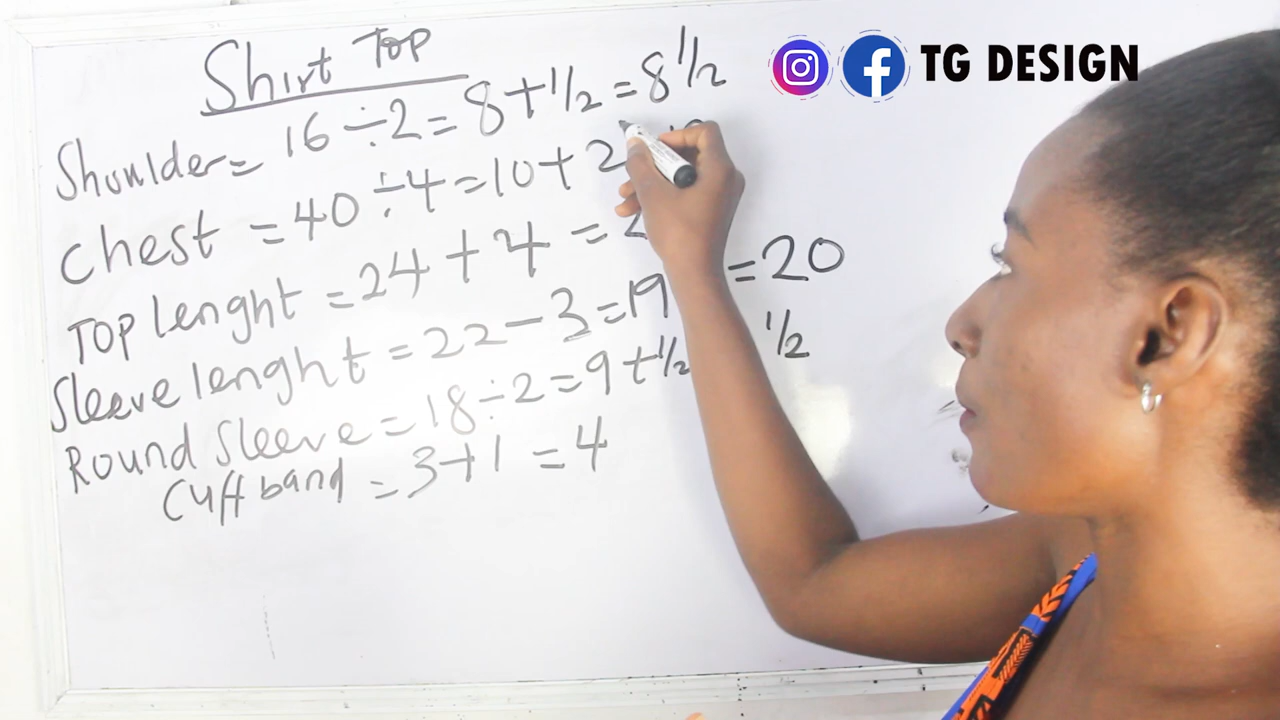 Shirt Top
TG DESIGN
Shoulder = 16 ÷ 2 = 8 + 1/2 = 8 1/2
Chest = 40 ÷ 4 = 10 + 2
Top lenght = 24 + 4 = 2
Sleeve lenght = 22 - 3 = 19 = 20
Round Sleeve = 18 ÷ 2 = 9 + 1/2 1/2
Cuff band = 3 + 1 = 4